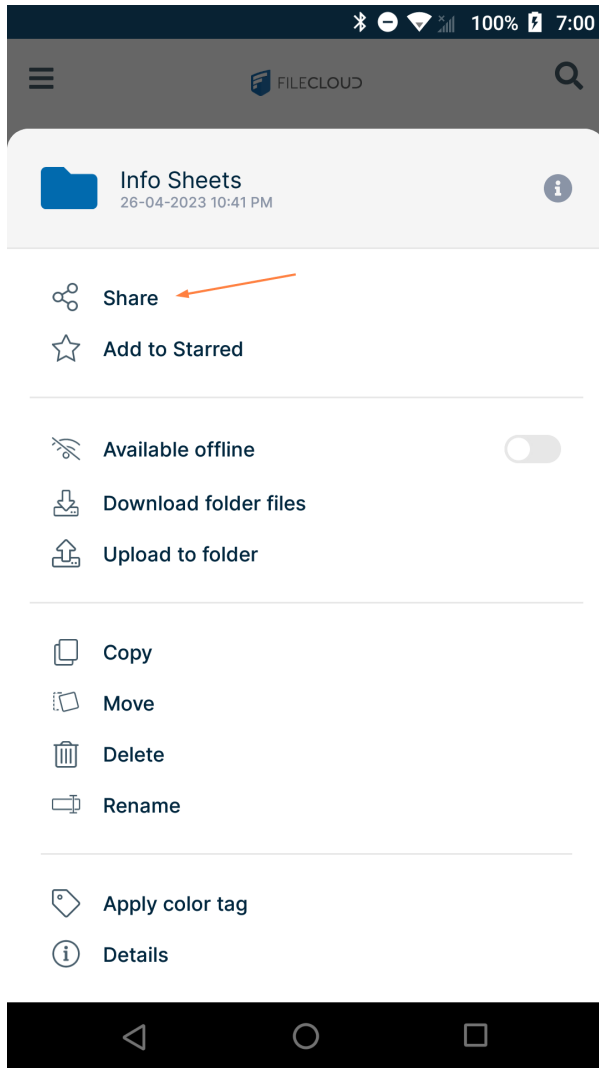 100% 7:00
FILECLOUD
Info Sheets
26-04-2023 10:41 PM
Share
Add to Starred
Available offline
Download folder files
Upload to folder
Copy
Move
Delete
Rename
Apply color tag
Details